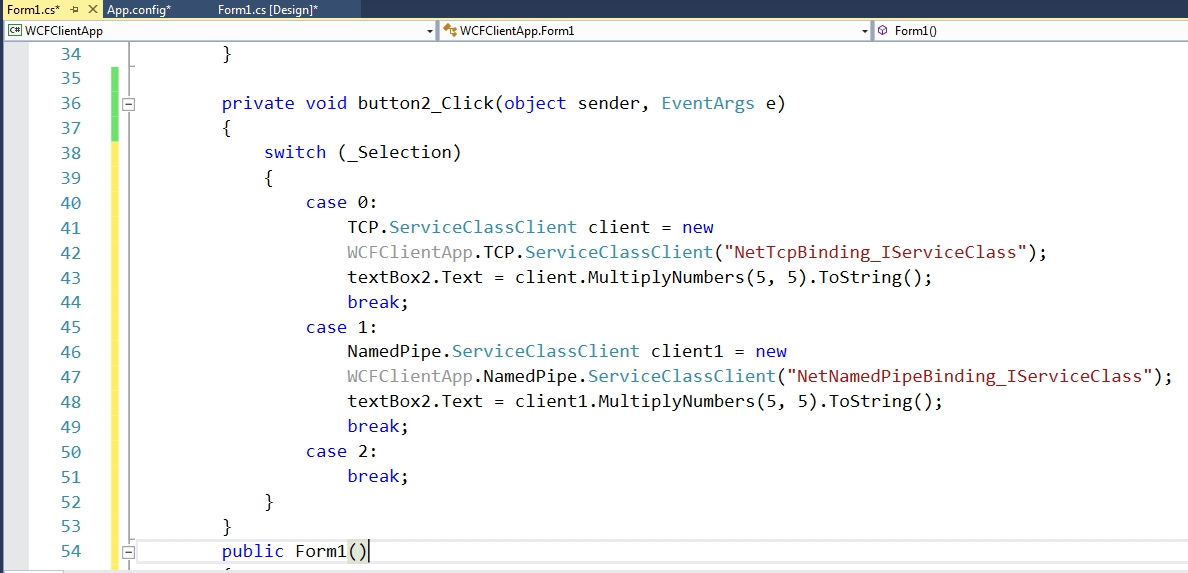 Form1.cs* App.config* Form1.cs [Design]*
C# WCFClientApp WCFClientApp.Form1 Form1()
34 }
35
36 private void button2_Click(object sender, EventArgs e)
37 {
38 switch (_Selection)
39 {
40 case 0:
41 TCP.ServiceClassClient client = new
42 WCFClientApp.TCP.ServiceClassClient("NetTcpBinding_IServiceClass");
43 textBox2.Text = client.MultiplyNumbers(5, 5).ToString();
44 break;
45 case 1:
46 NamedPipe.ServiceClassClient client1 = new
47 WCFClientApp.NamedPipe.ServiceClassClient("NetNamedPipeBinding_IServiceClass");
48 textBox2.Text = client1.MultiplyNumbers(5, 5).ToString();
49 break;
50 case 2:
51 break;
52 }
53 }
54 public Form1()